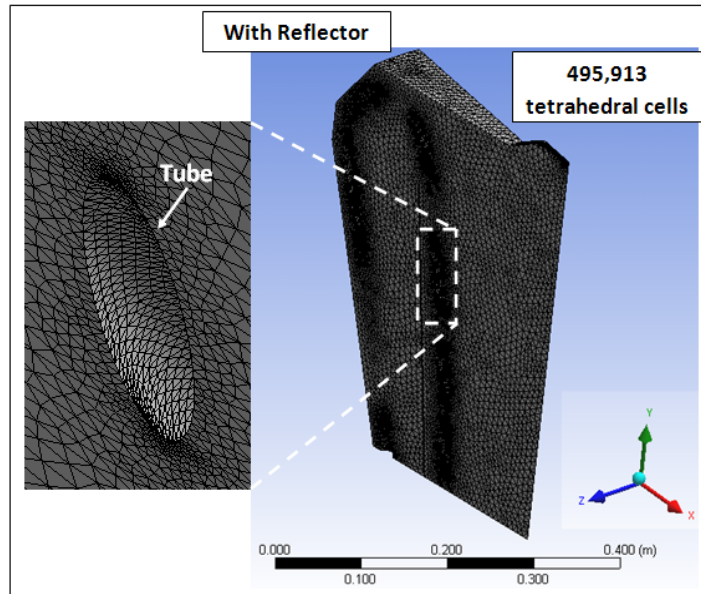 With Reflector
495,913
tetrahedral cells
Tube
Y
Z
X
0.000
0.200
0.400 (m)
0.100
0.300